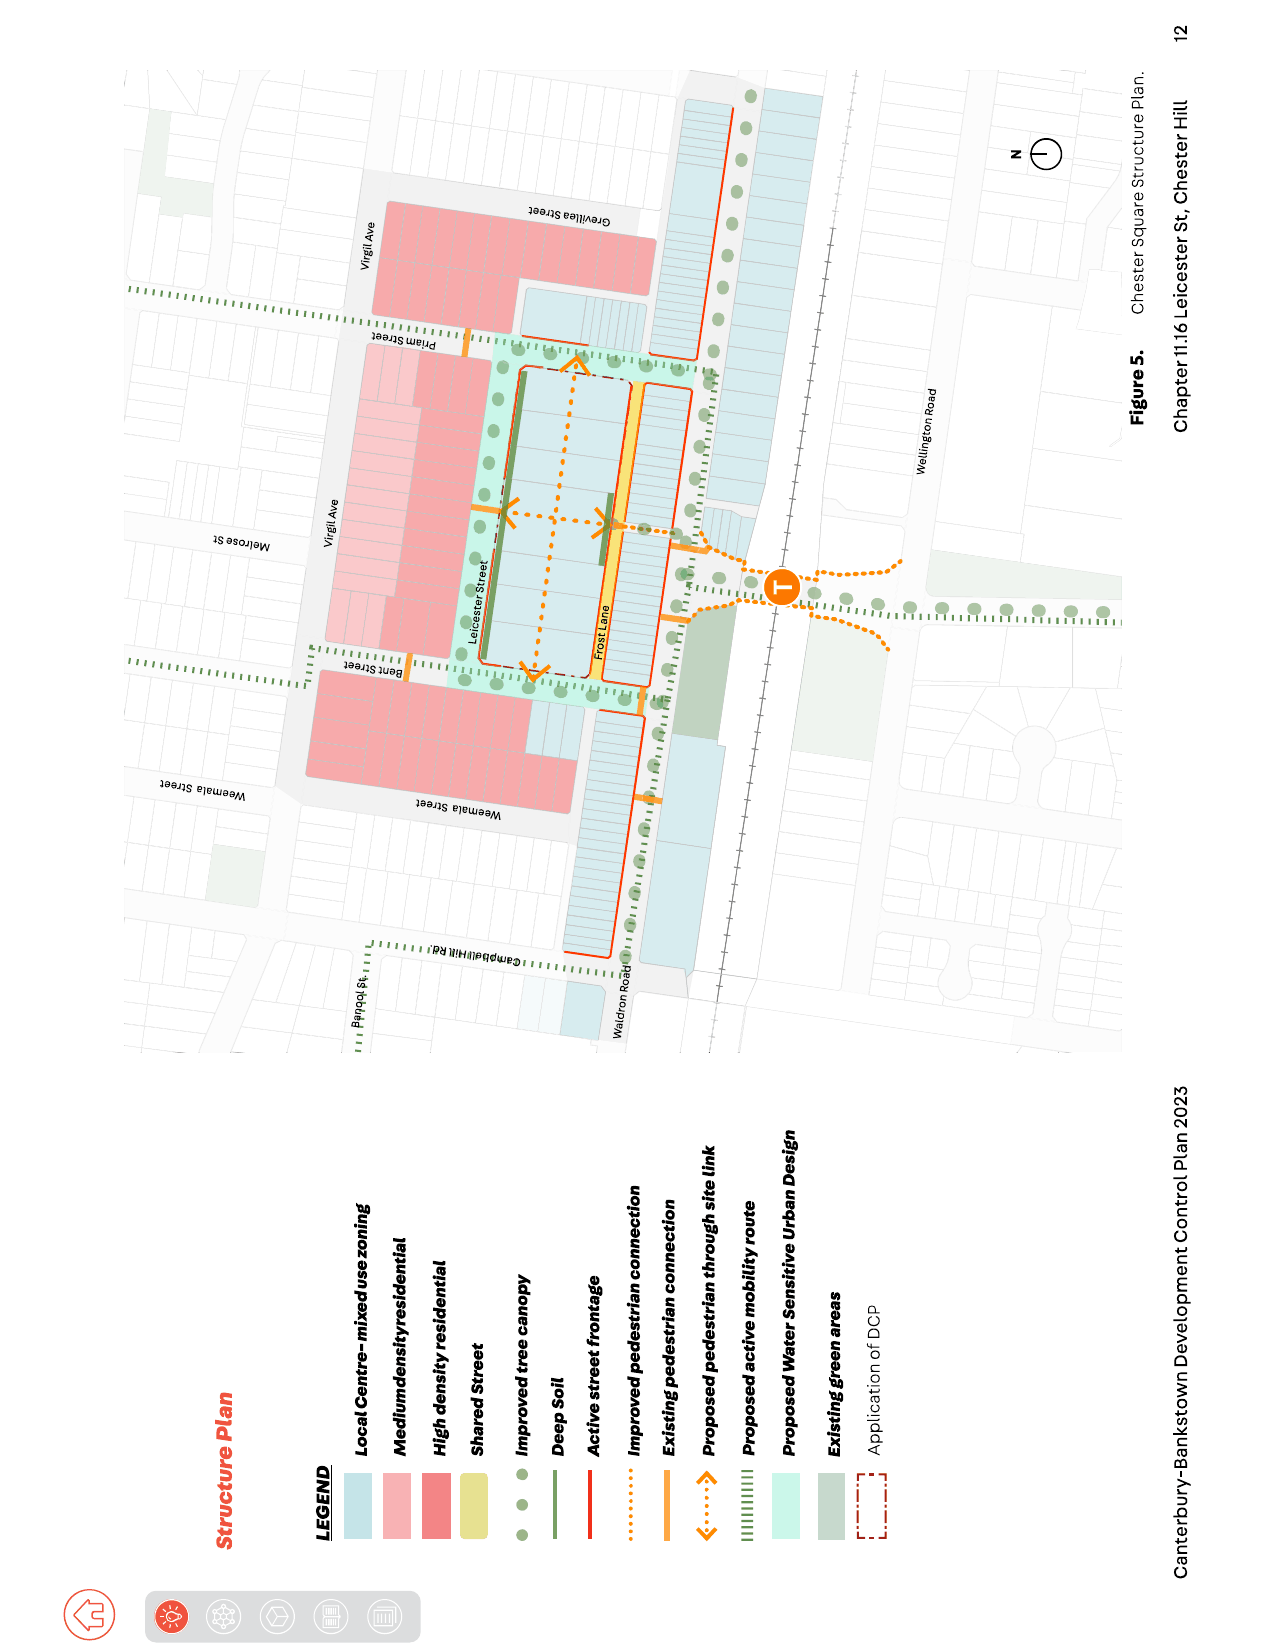 Structure Plan
LEGEND
Local Centre– mixed use zoning
Mediumdensityresidential
High density residential
Shared Street
Improved tree canopy
Deep Soil
Active street frontage
Improved pedestrian connection
Existing pedestrian connection
Proposed pedestrian through site link
Proposed active mobility route
Proposed Water Sensitive Urban Design
Existing green areas
Application of DCP
Weemala Street
Melrose St
Virgil Ave
Virgil Ave
Priam Street
Grevillea Street
Bent Street
Banool St.
Weemala Street
Campbell Hill Rd.
Leicester Street
Frost Lane
Waldron Road
T
Wellington Road
N
Figure 5. Chester Square Structure Plan.
Canterbury-Bankstown Development Control Plan 2023
Chapter 11.16 Leicester St, Chester Hill
12